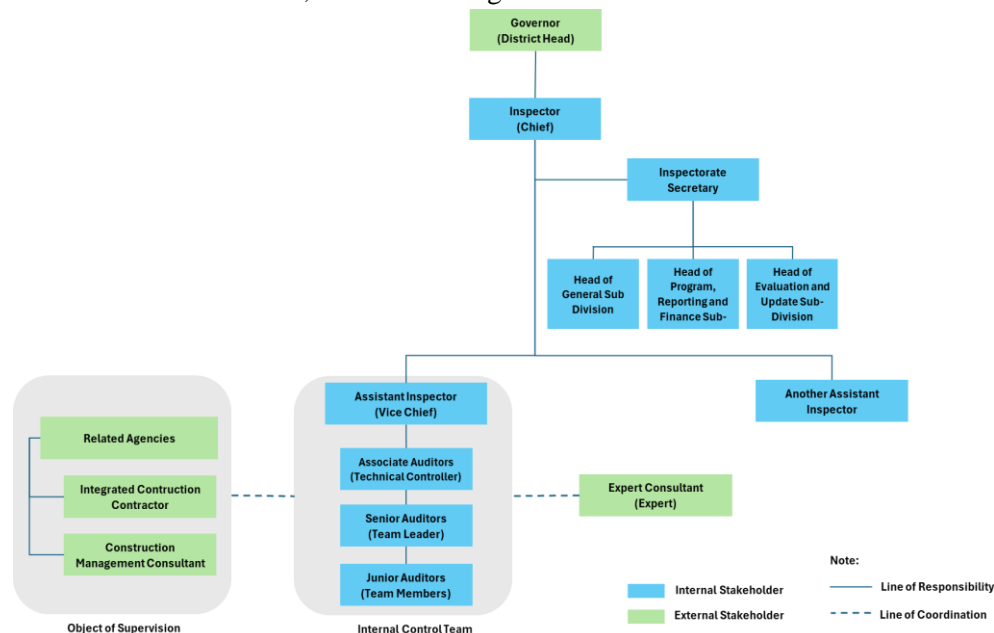 Governor
(District Head)
Inspector
(Chief)
Inspectorate
Secretary
Head of
General Sub
Division
Head of
Program,
Reporting and
Finance Sub-
Head of
Evaluation and
Update Sub-
Division
Assistant Inspector
(Vice Chief)
Another Assistant
Inspector
Related Agencies
Integrated Contruction
Contractor
Construction
Management Consultant
Associate Auditors
(Technical Controller)
Senior Auditors
(Team Leader)
Junior Auditors
(Team Members)
Expert Consultant
(Expert)
Note:
Internal Stakeholder
Line of Responsibility
External Stakeholder
Line of Coordination
Object of Supervision
Internal Control Team